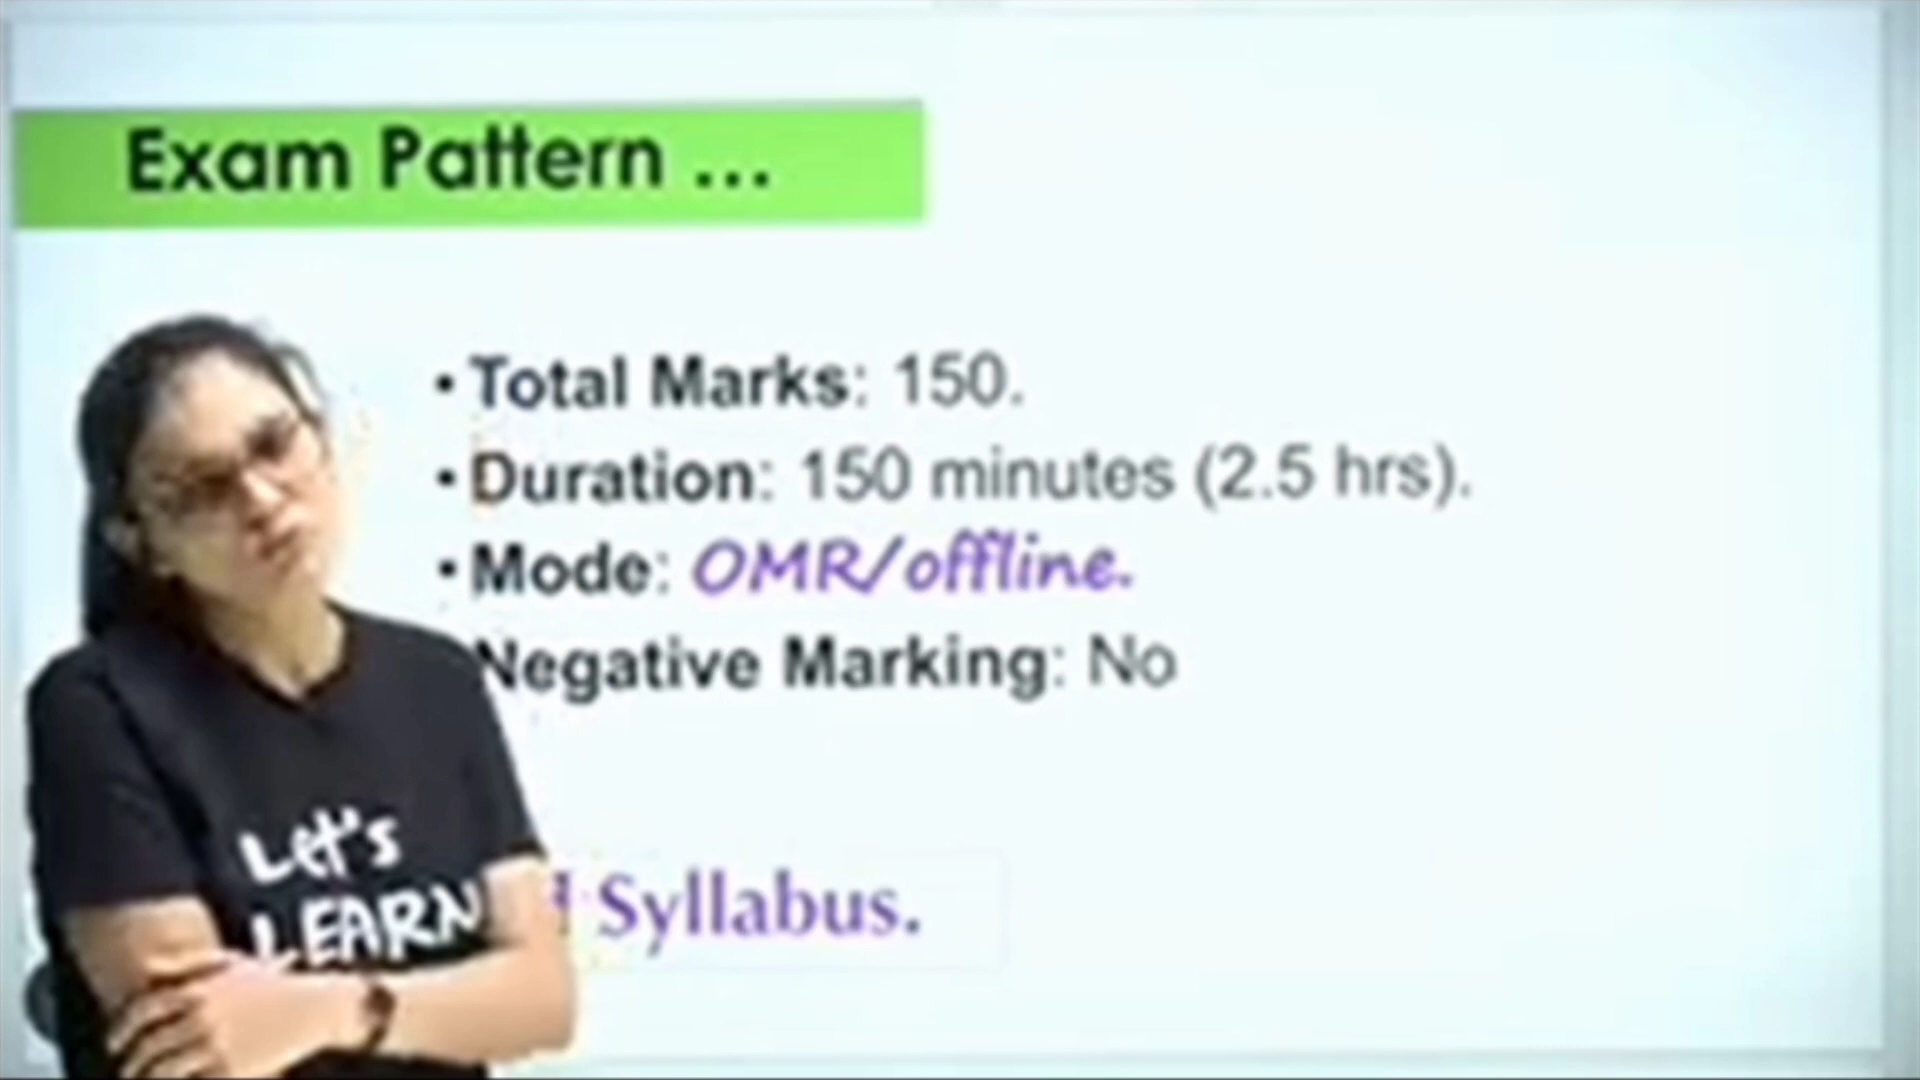 Exam Pattern ...
• Total Marks: 150.
• Duration: 150 minutes (2.5 hrs).
• Mode: OMR/offline.
Negative Marking: No
Let's
LEARN
Syllabus.